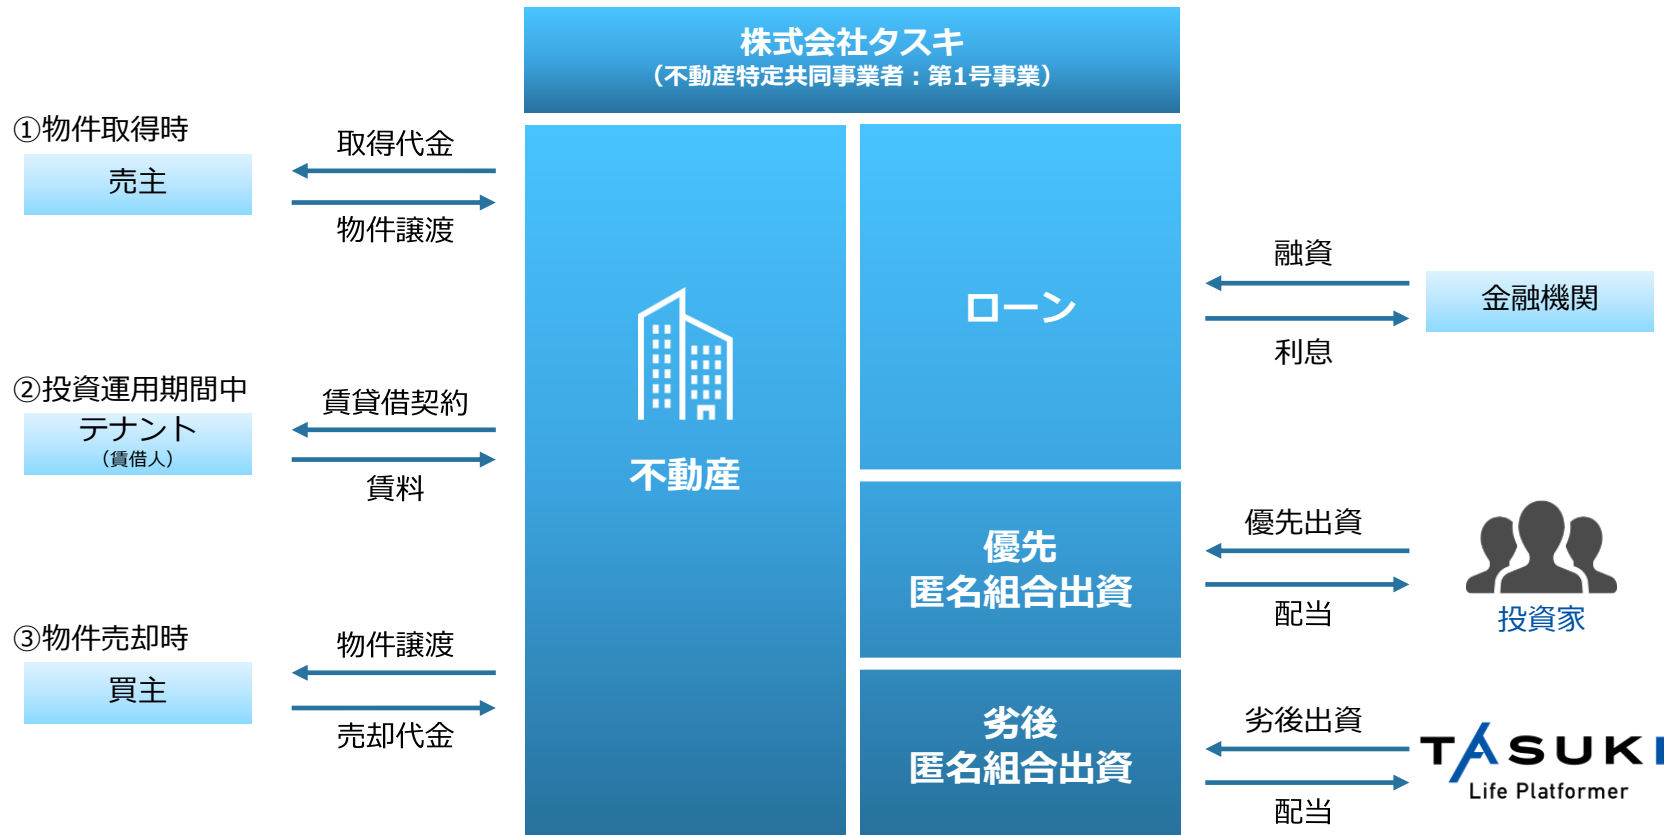 株式会社タスキ
（不動産特定共同事業者：第1号事業）
①物件取得時
売主
取得代金
物件譲渡
②投資運用期間中
テナント
（賃借人）
賃貸借契約
賃料
③物件売却時
買主
物件譲渡
売却代金
不動産
ローン
優先
匿名組合出資
劣後
匿名組合出資
融資
利息
金融機関
優先出資
配当
投資家
劣後出資
配当
TASUKI
Life Platformer